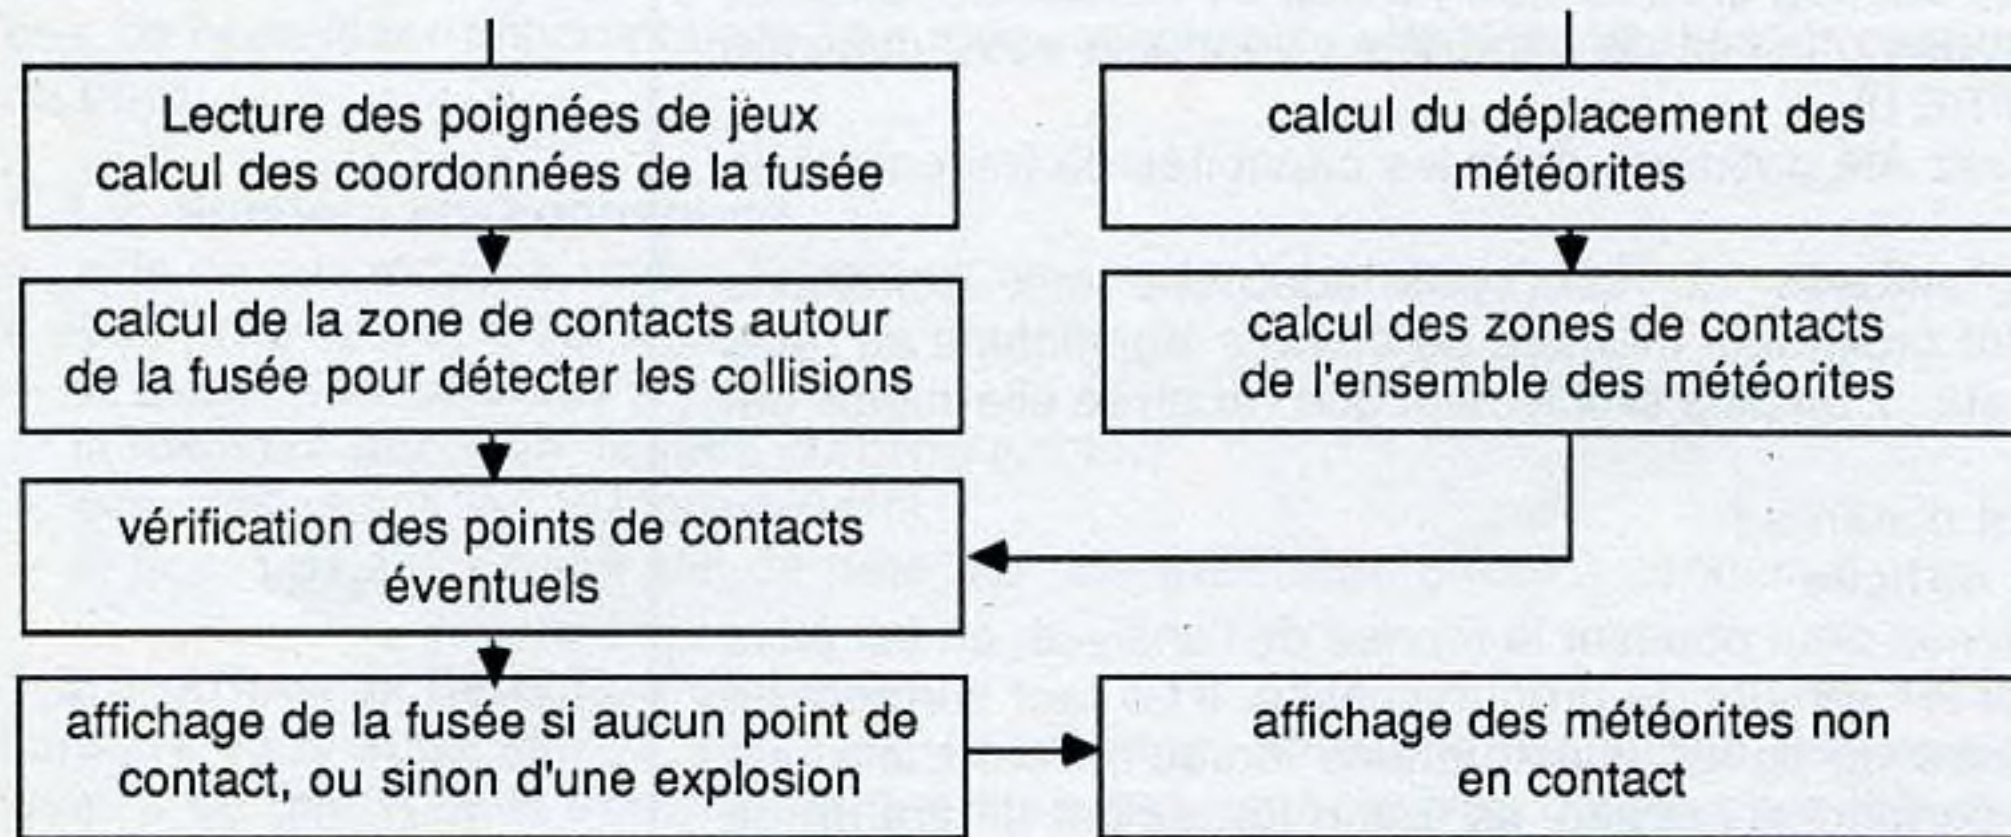 Lecture des poignées de jeux
calcul des coordonnées de la fusée
calcul du déplacement des
météorites
calcul de la zone de contacts autour
de la fusée pour détecter les collisions
calcul des zones de contacts
de l'ensemble des météorites
vérification des points de contacts
éventuels
affichage de la fusée si aucun point de
contact, ou sinon d'une explosion
affichage des météorites non
en contact